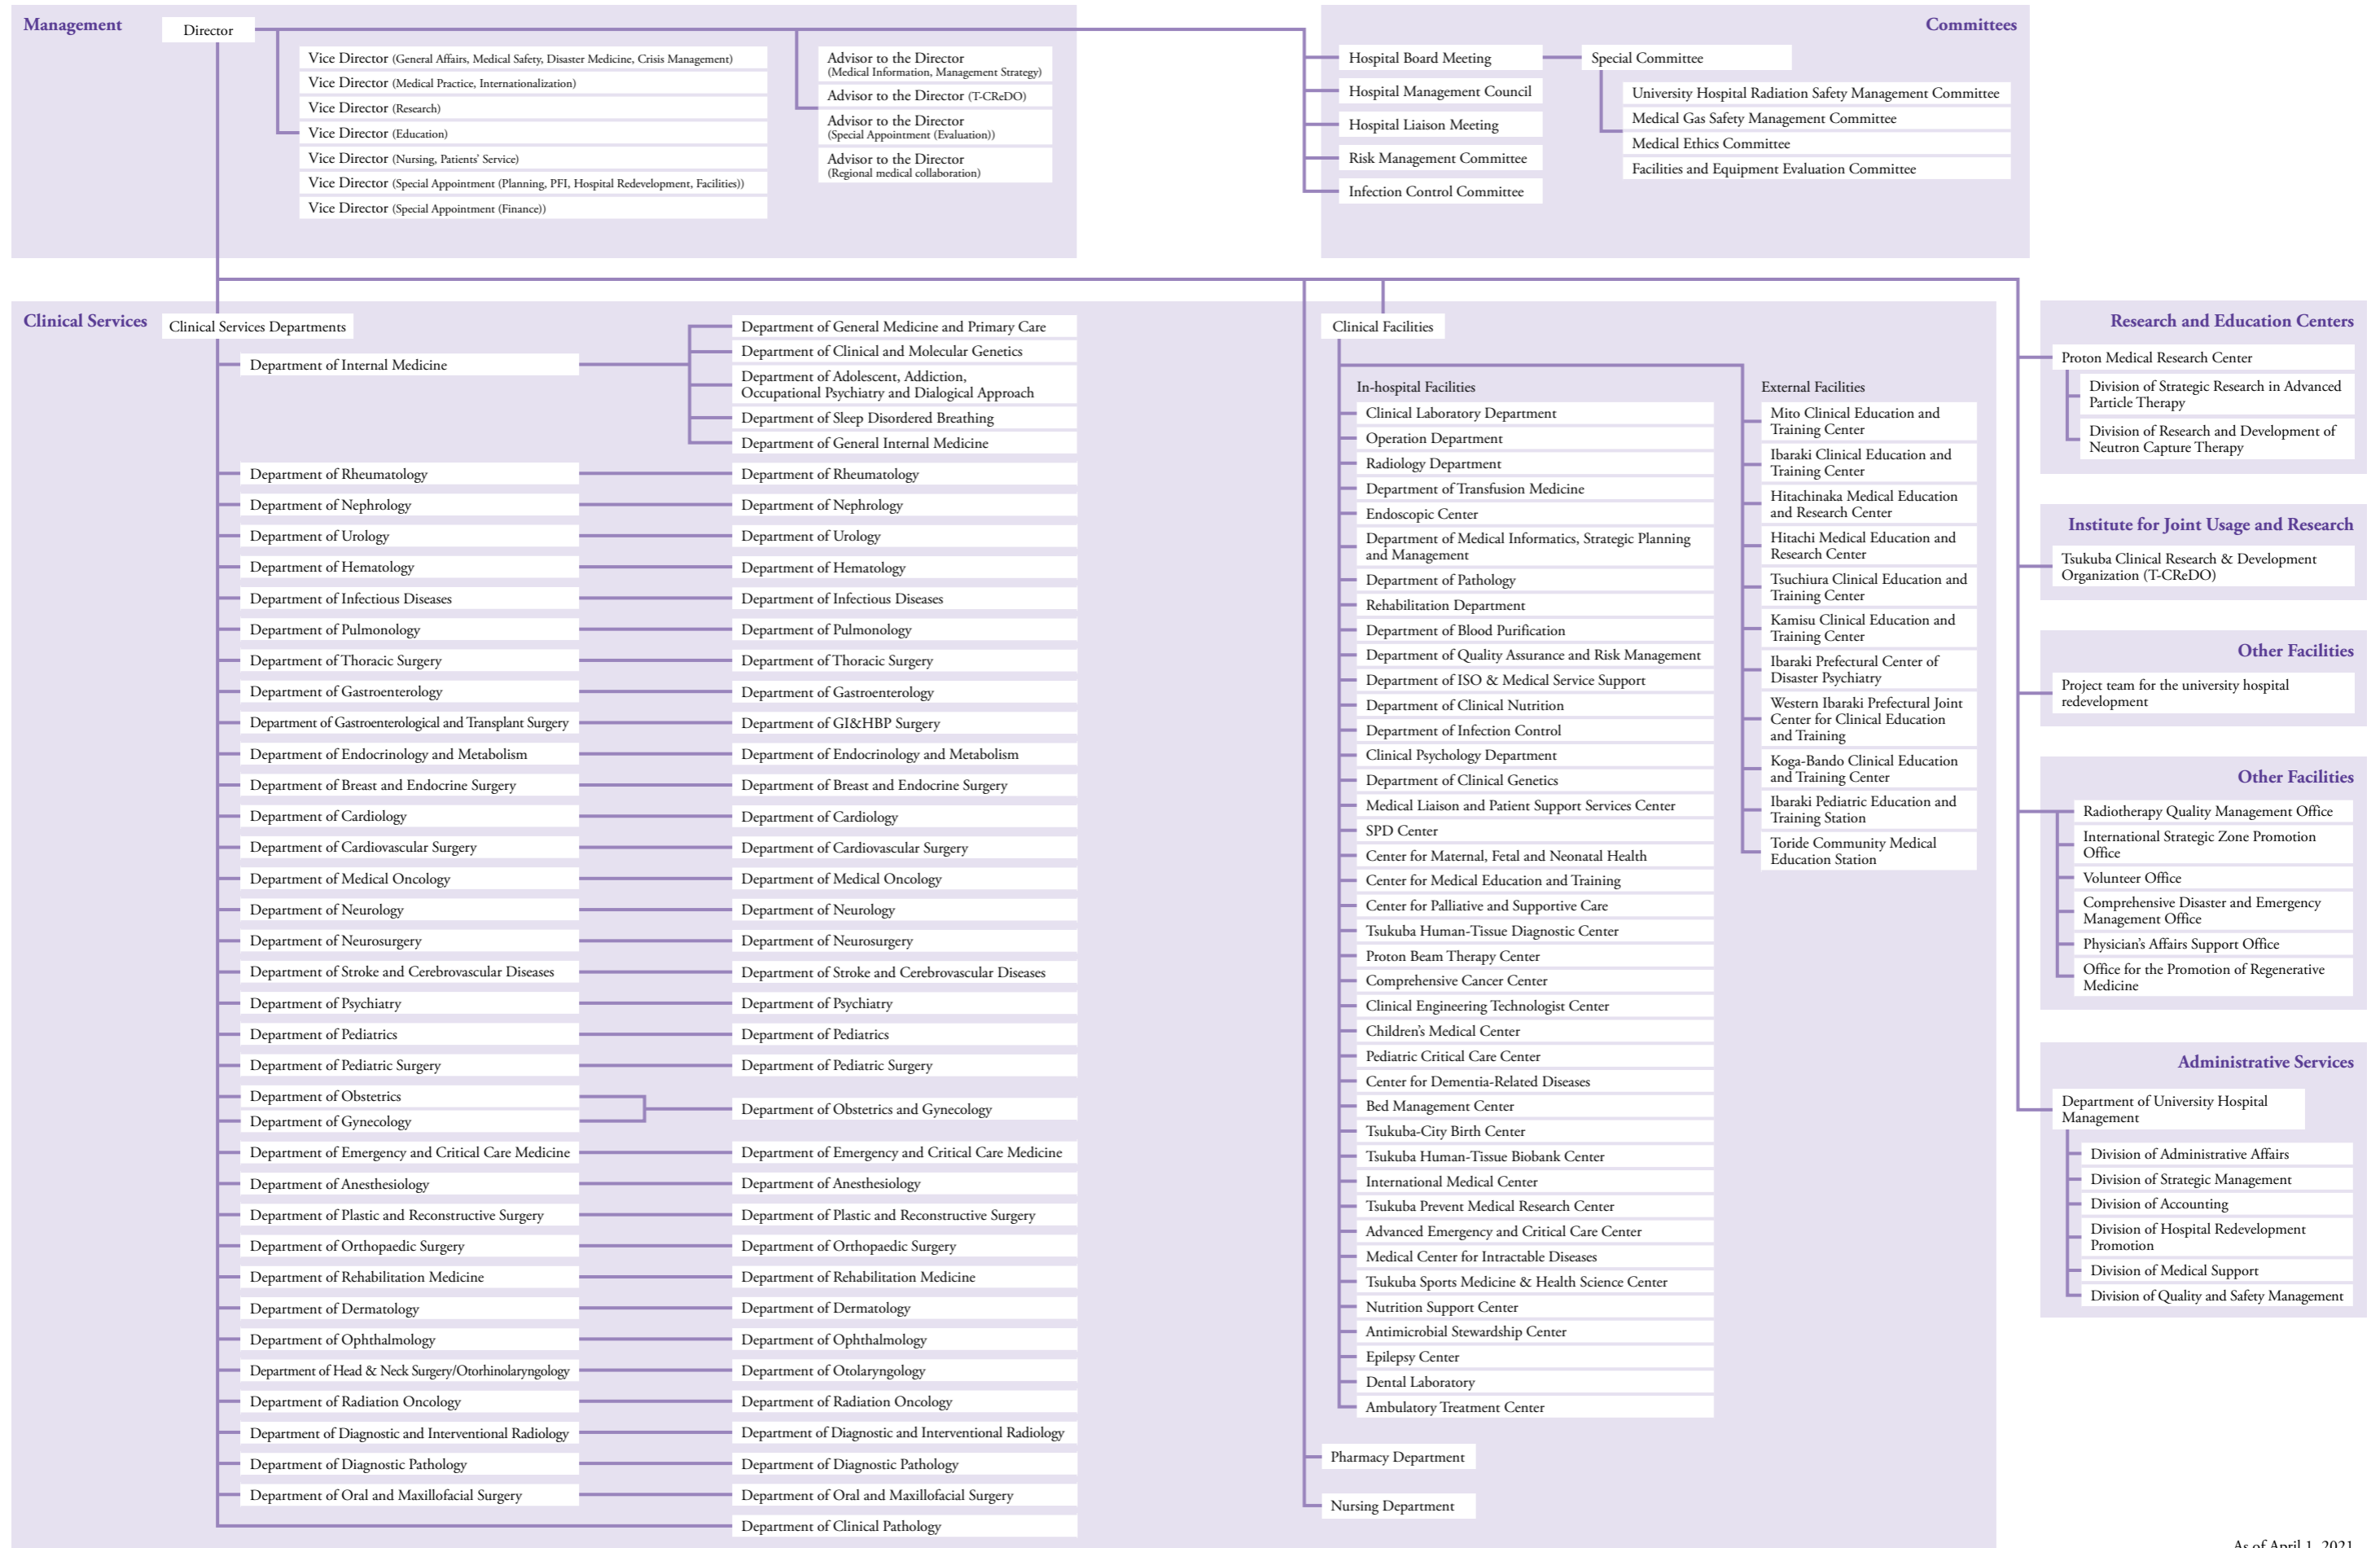 Management
Director
Vice Director (General Affairs, Medical Safety, Disaster Medicine, Crisis Management)
Vice Director (Medical Practice, Internationalization)
Vice Director (Research)
Vice Director (Education)
Vice Director (Nursing, Patients' Service)
Vice Director (Special Appointment (Planning, PFI, Hospital Redevelopment, Facilities))
Vice Director (Special Appointment (Finance))
Advisor to the Director
(Medical Information, Management Strategy)
Advisor to the Director (T-CReDO)
Advisor to the Director
(Special Appointment (Evaluation))
Advisor to the Director
(Regional medical collaboration)
Committees
Hospital Board Meeting
Hospital Management Council
Hospital Liaison Meeting
Risk Management Committee
Infection Control Committee
Special Committee
University Hospital Radiation Safety Management Committee
Medical Gas Safety Management Committee
Medical Ethics Committee
Facilities and Equipment Evaluation Committee
Clinical Services
Clinical Services Departments
Department of Internal Medicine
Department of General Medicine and Primary Care
Department of Clinical and Molecular Genetics
Department of Adolescent, Addiction,
Occupational Psychiatry and Dialogical Approach
Department of Sleep Disordered Breathing
Department of General Internal Medicine
Department of Rheumatology
Department of Rheumatology
Department of Nephrology
Department of Nephrology
Department of Urology
Department of Urology
Department of Hematology
Department of Hematology
Department of Infectious Diseases
Department of Infectious Diseases
Department of Pulmonology
Department of Pulmonology
Department of Thoracic Surgery
Department of Thoracic Surgery
Department of Gastroenterology
Department of Gastroenterology
Department of Gastroenterological and Transplant Surgery
Department of GI&HBP Surgery
Department of Endocrinology and Metabolism
Department of Endocrinology and Metabolism
Department of Breast and Endocrine Surgery
Department of Breast and Endocrine Surgery
Department of Cardiology
Department of Cardiology
Department of Cardiovascular Surgery
Department of Cardiovascular Surgery
Department of Medical Oncology
Department of Medical Oncology
Department of Neurology
Department of Neurology
Department of Neurosurgery
Department of Neurosurgery
Department of Stroke and Cerebrovascular Diseases
Department of Stroke and Cerebrovascular Diseases
Department of Psychiatry
Department of Psychiatry
Department of Pediatrics
Department of Pediatrics
Department of Pediatric Surgery
Department of Pediatric Surgery
Department of Obstetrics
Department of Gynecology
Department of Obstetrics and Gynecology
Department of Emergency and Critical Care Medicine
Department of Emergency and Critical Care Medicine
Department of Anesthesiology
Department of Anesthesiology
Department of Plastic and Reconstructive Surgery
Department of Plastic and Reconstructive Surgery
Department of Orthopaedic Surgery
Department of Orthopaedic Surgery
Department of Rehabilitation Medicine
Department of Rehabilitation Medicine
Department of Dermatology
Department of Dermatology
Department of Ophthalmology
Department of Ophthalmology
Department of Head & Neck Surgery/Otorhinolaryngology
Department of Otolaryngology
Department of Radiation Oncology
Department of Radiation Oncology
Department of Diagnostic and Interventional Radiology
Department of Diagnostic and Interventional Radiology
Department of Diagnostic Pathology
Department of Diagnostic Pathology
Department of Oral and Maxillofacial Surgery
Department of Oral and Maxillofacial Surgery
Department of Clinical Pathology
Clinical Facilities
In-hospital Facilities
Clinical Laboratory Department
Operation Department
Radiology Department
Department of Transfusion Medicine
Endoscopic Center
Department of Medical Informatics, Strategic Planning
and Management
Department of Pathology
Rehabilitation Department
Department of Blood Purification
Department of Quality Assurance and Risk Management
Department of ISO & Medical Service Support
Department of Clinical Nutrition
Department of Infection Control
Clinical Psychology Department
Department of Clinical Genetics
Medical Liaison and Patient Support Services Center
SPD Center
Center for Maternal, Fetal and Neonatal Health
Center for Medical Education and Training
Center for Palliative and Supportive Care
Tsukuba Human-Tissue Diagnostic Center
Proton Beam Therapy Center
Comprehensive Cancer Center
Clinical Engineering Technologist Center
Children's Medical Center
Pediatric Critical Care Center
Center for Dementia-Related Diseases
Bed Management Center
Tsukuba-City Birth Center
Tsukuba Human-Tissue Biobank Center
International Medical Center
Tsukuba Prevent Medical Research Center
Advanced Emergency and Critical Care Center
Medical Center for Intractable Diseases
Tsukuba Sports Medicine & Health Science Center
Nutrition Support Center
Antimicrobial Stewardship Center
Epilepsy Center
Dental Laboratory
Ambulatory Treatment Center
Pharmacy Department
Nursing Department
External Facilities
Mito Clinical Education and
Training Center
Ibaraki Clinical Education and
Training Center
Hitachinaka Medical Education
and Research Center
Hitachi Medical Education and
Research Center
Tsuchiura Clinical Education and
Training Center
Kamisu Clinical Education and
Training Center
Ibaraki Prefectural Center of
Disaster Psychiatry
Western Ibaraki Prefectural Joint
Center for Clinical Education
and Training
Koga-Bando Clinical Education
and Training Center
Ibaraki Pediatric Education and
Training Station
Toride Community Medical
Education Station
Research and Education Centers
Proton Medical Research Center
Division of Strategic Research in Advanced
Particle Therapy
Division of Research and Development of
Neutron Capture Therapy
Institute for Joint Usage and Research
Tsukuba Clinical Research & Development
Organization (T-CReDO)
Other Facilities
Project team for the university hospital
redevelopment
Other Facilities
Radiotherapy Quality Management Office
International Strategic Zone Promotion
Office
Volunteer Office
Comprehensive Disaster and Emergency
Management Office
Physician's Affairs Support Office
Office for the Promotion of Regenerative
Medicine
Administrative Services
Department of University Hospital
Management
Division of Administrative Affairs
Division of Strategic Management
Division of Accounting
Division of Hospital Redevelopment
Promotion
Division of Medical Support
Division of Quality and Safety Management
As of April 1, 2021